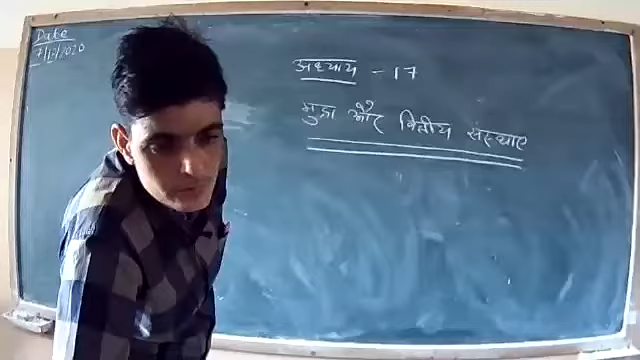 Date
7/12/2020
अध्याय - 17
मुद्रा और वित्तीय संस्थाए